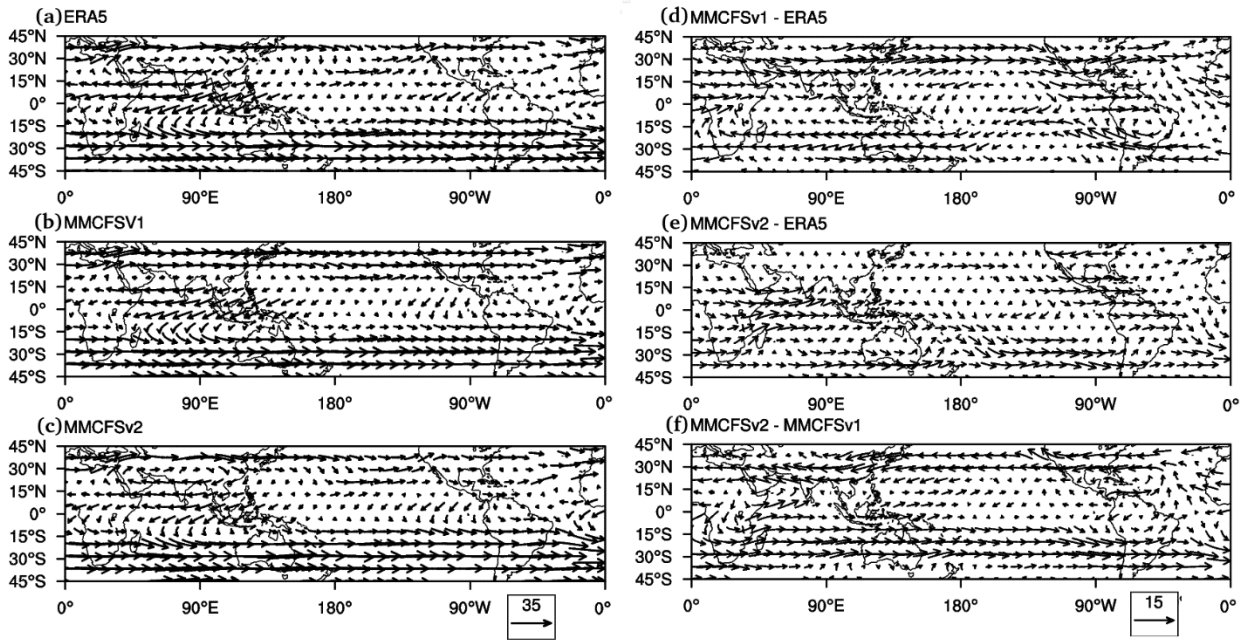 (a) ERA5
45°N
30°N
15°N
0°
15°S
30°S
45°S
0° 90°E 180° 90°W 0°
(b) MMCFSV1
45°N
30°N
15°N
0°
15°S
30°S
45°S
0° 90°E 180° 90°W 0°
(c) MMCFSv2
45°N
30°N
15°N
0°
15°S
30°S
45°S
0° 90°E 180° 90°W 0°
35
(d) MMCFSv1 - ERA5
45°N
30°N
15°N
0°
15°S
30°S
45°S
0° 90°E 180° 90°W 0°
(e) MMCFSv2 - ERA5
45°N
30°N
15°N
0°
15°S
30°S
45°S
0° 90°E 180° 90°W 0°
(f) MMCFSv2 - MMCFSv1
45°N
30°N
15°N
0°
15°S
30°S
45°S
0° 90°E 180° 90°W 0°
15